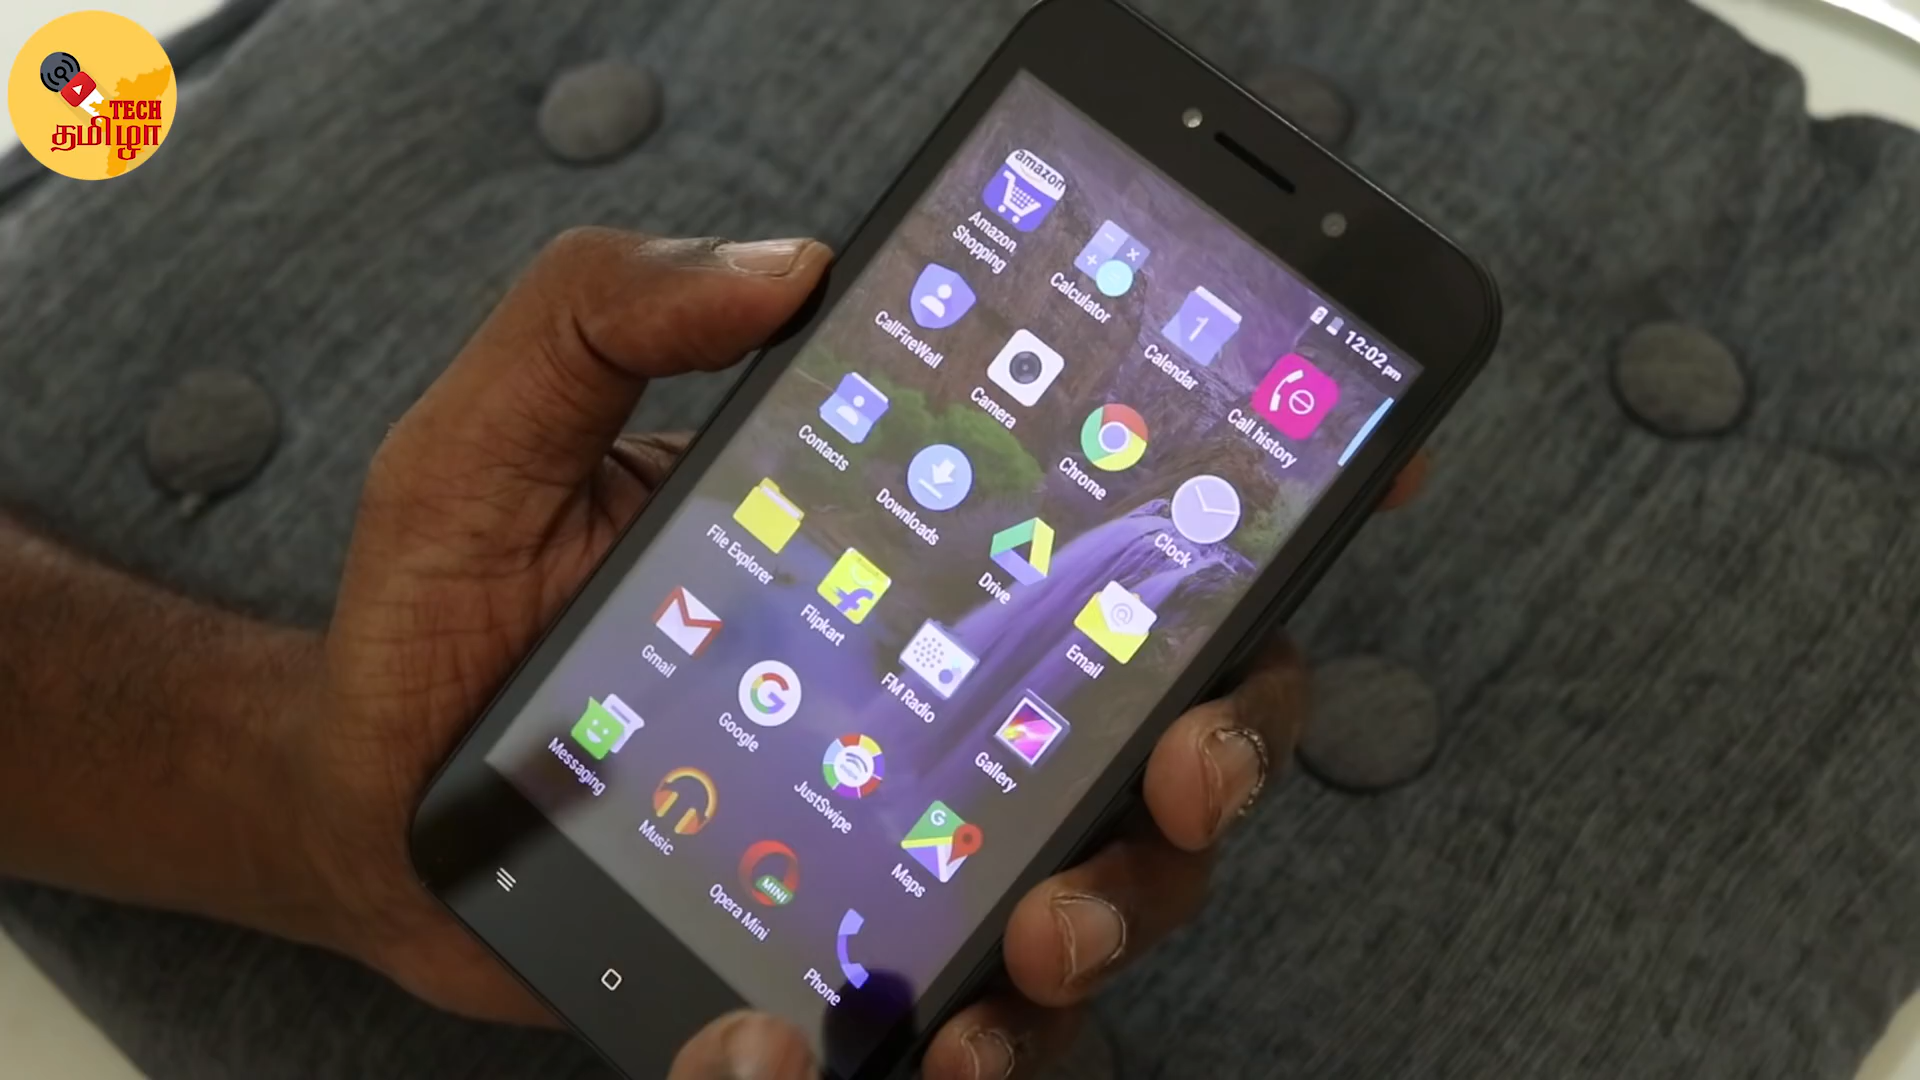 TECH
தமிழா
12:02 pm
amazon
Amazon
Shopping
Calculator
1
Calendar
Call history
CallFireWall
Camera
Chrome
Clock
Contacts
Downloads
Drive
Email
File Explorer
Flipkart
FM Radio
Gallery
Gmail
Google
JustSwipe
G
Maps
Messaging
Music
MINI
Opera Mini
Phone